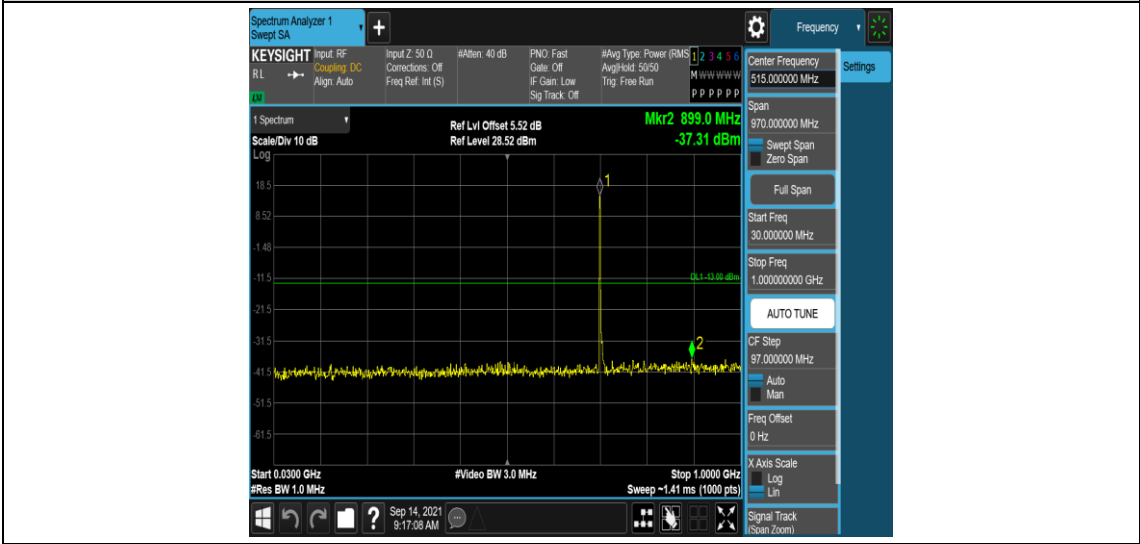 Spectrum Analyzer 1
Swept SA
Frequency
KEYSIGHT
RL
Input: RF
Coupling: DC
Align: Auto
Input Z: 50 Ω
Corrections: Off
Freq Ref: Int (S)
#Atten: 40 dB
PNO: Fast
Gate: Off
IF Gain: Low
Sig Track: Off
#Avg Type: Power (RMS
Avg|Hold: 50/50
Trig: Free Run
1 2 3 4 5 6
M W W W W W
P P P P P P
1 Spectrum
Scale/Div 10 dB
Log
Ref Lvl Offset 5.52 dB
Ref Level 28.52 dBm
Mkr2 899.0 MHz
-37.31 dBm
18.5
8.52
-1.48
-11.5
-21.5
-31.5
-41.5
-51.5
-61.5
1
DL1 -13.00 dBm
2
Start 0.0300 GHz
#Res BW 1.0 MHz
#Video BW 3.0 MHz
Stop 1.0000 GHz
Sweep ~1.41 ms (1000 pts)
Sep 14, 2021
9:17:08 AM
Center Frequency
515.000000 MHz
Settings
Span
970.000000 MHz
Swept Span
Zero Span
Full Span
Start Freq
30.000000 MHz
Stop Freq
1.000000000 GHz
AUTO TUNE
CF Step
97.000000 MHz
Auto
Man
Freq Offset
0 Hz
X Axis Scale
Log
Lin
Signal Track
(Span Zoom)